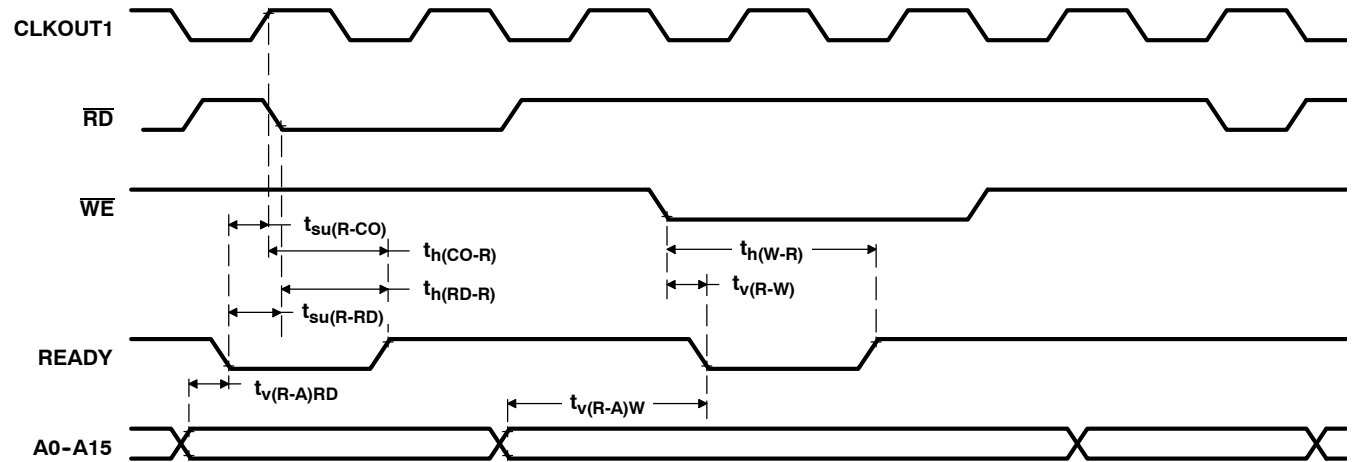 CLKOUT1
RD
WE
tsu(R-CO)
th(CO-R)
th(W-R)
th(RD-R)
tv(R-W)
tsu(R-RD)
READY
tv(R-A)RD
tv(R-A)W
A0-A15